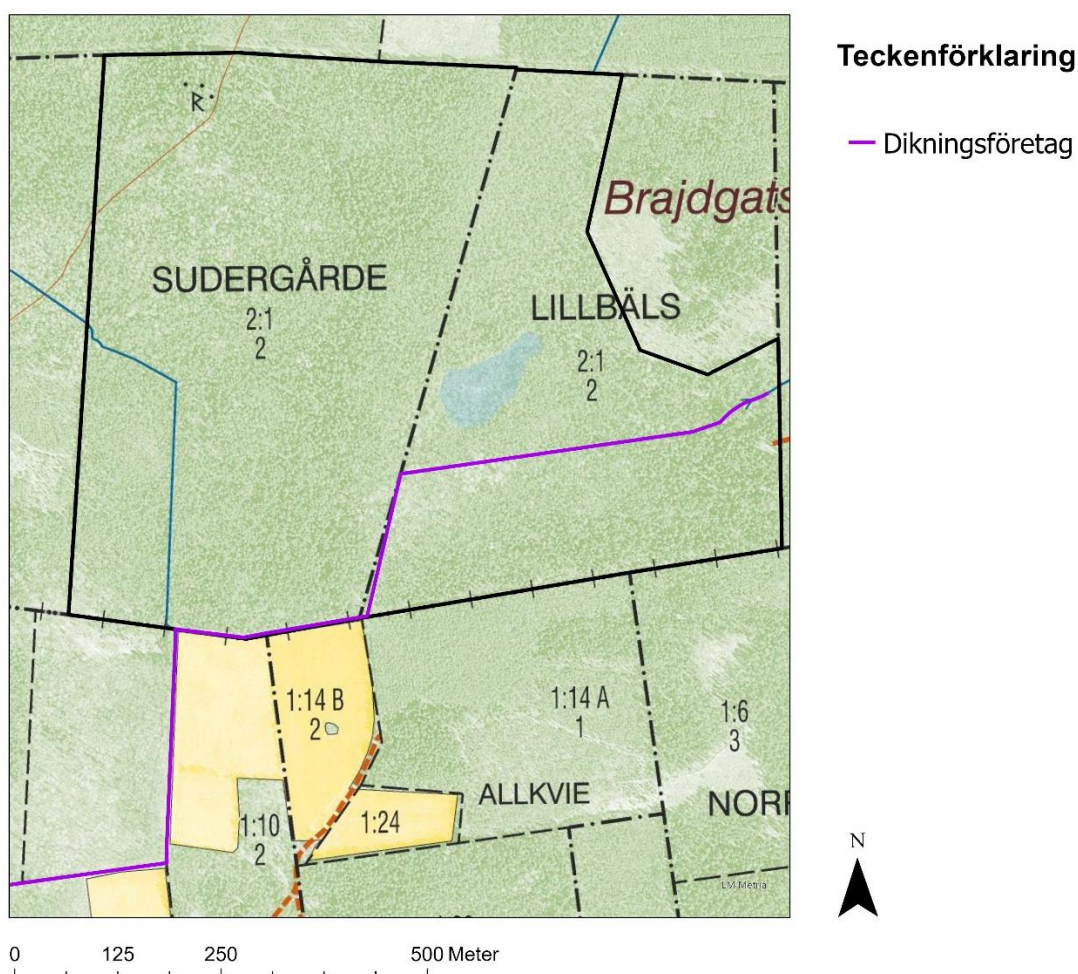 Teckenförklaring
Dikningsföretag
R
Brajdgats
SUDERGÅRDE
2:1
2
LILLBÄLS
2:1
2
1:14 B
2
1:14 A
1
1:6
3
ALLKVIE
NORR
1:10
2
1:24
LM Metria
N
0 125 250 500 Meter